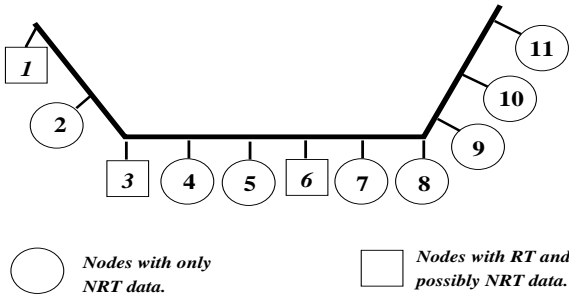 1
2
3
4
5
6
7
8
9
10
11
Nodes with only
NRT data.
Nodes with RT and
possibly NRT data.